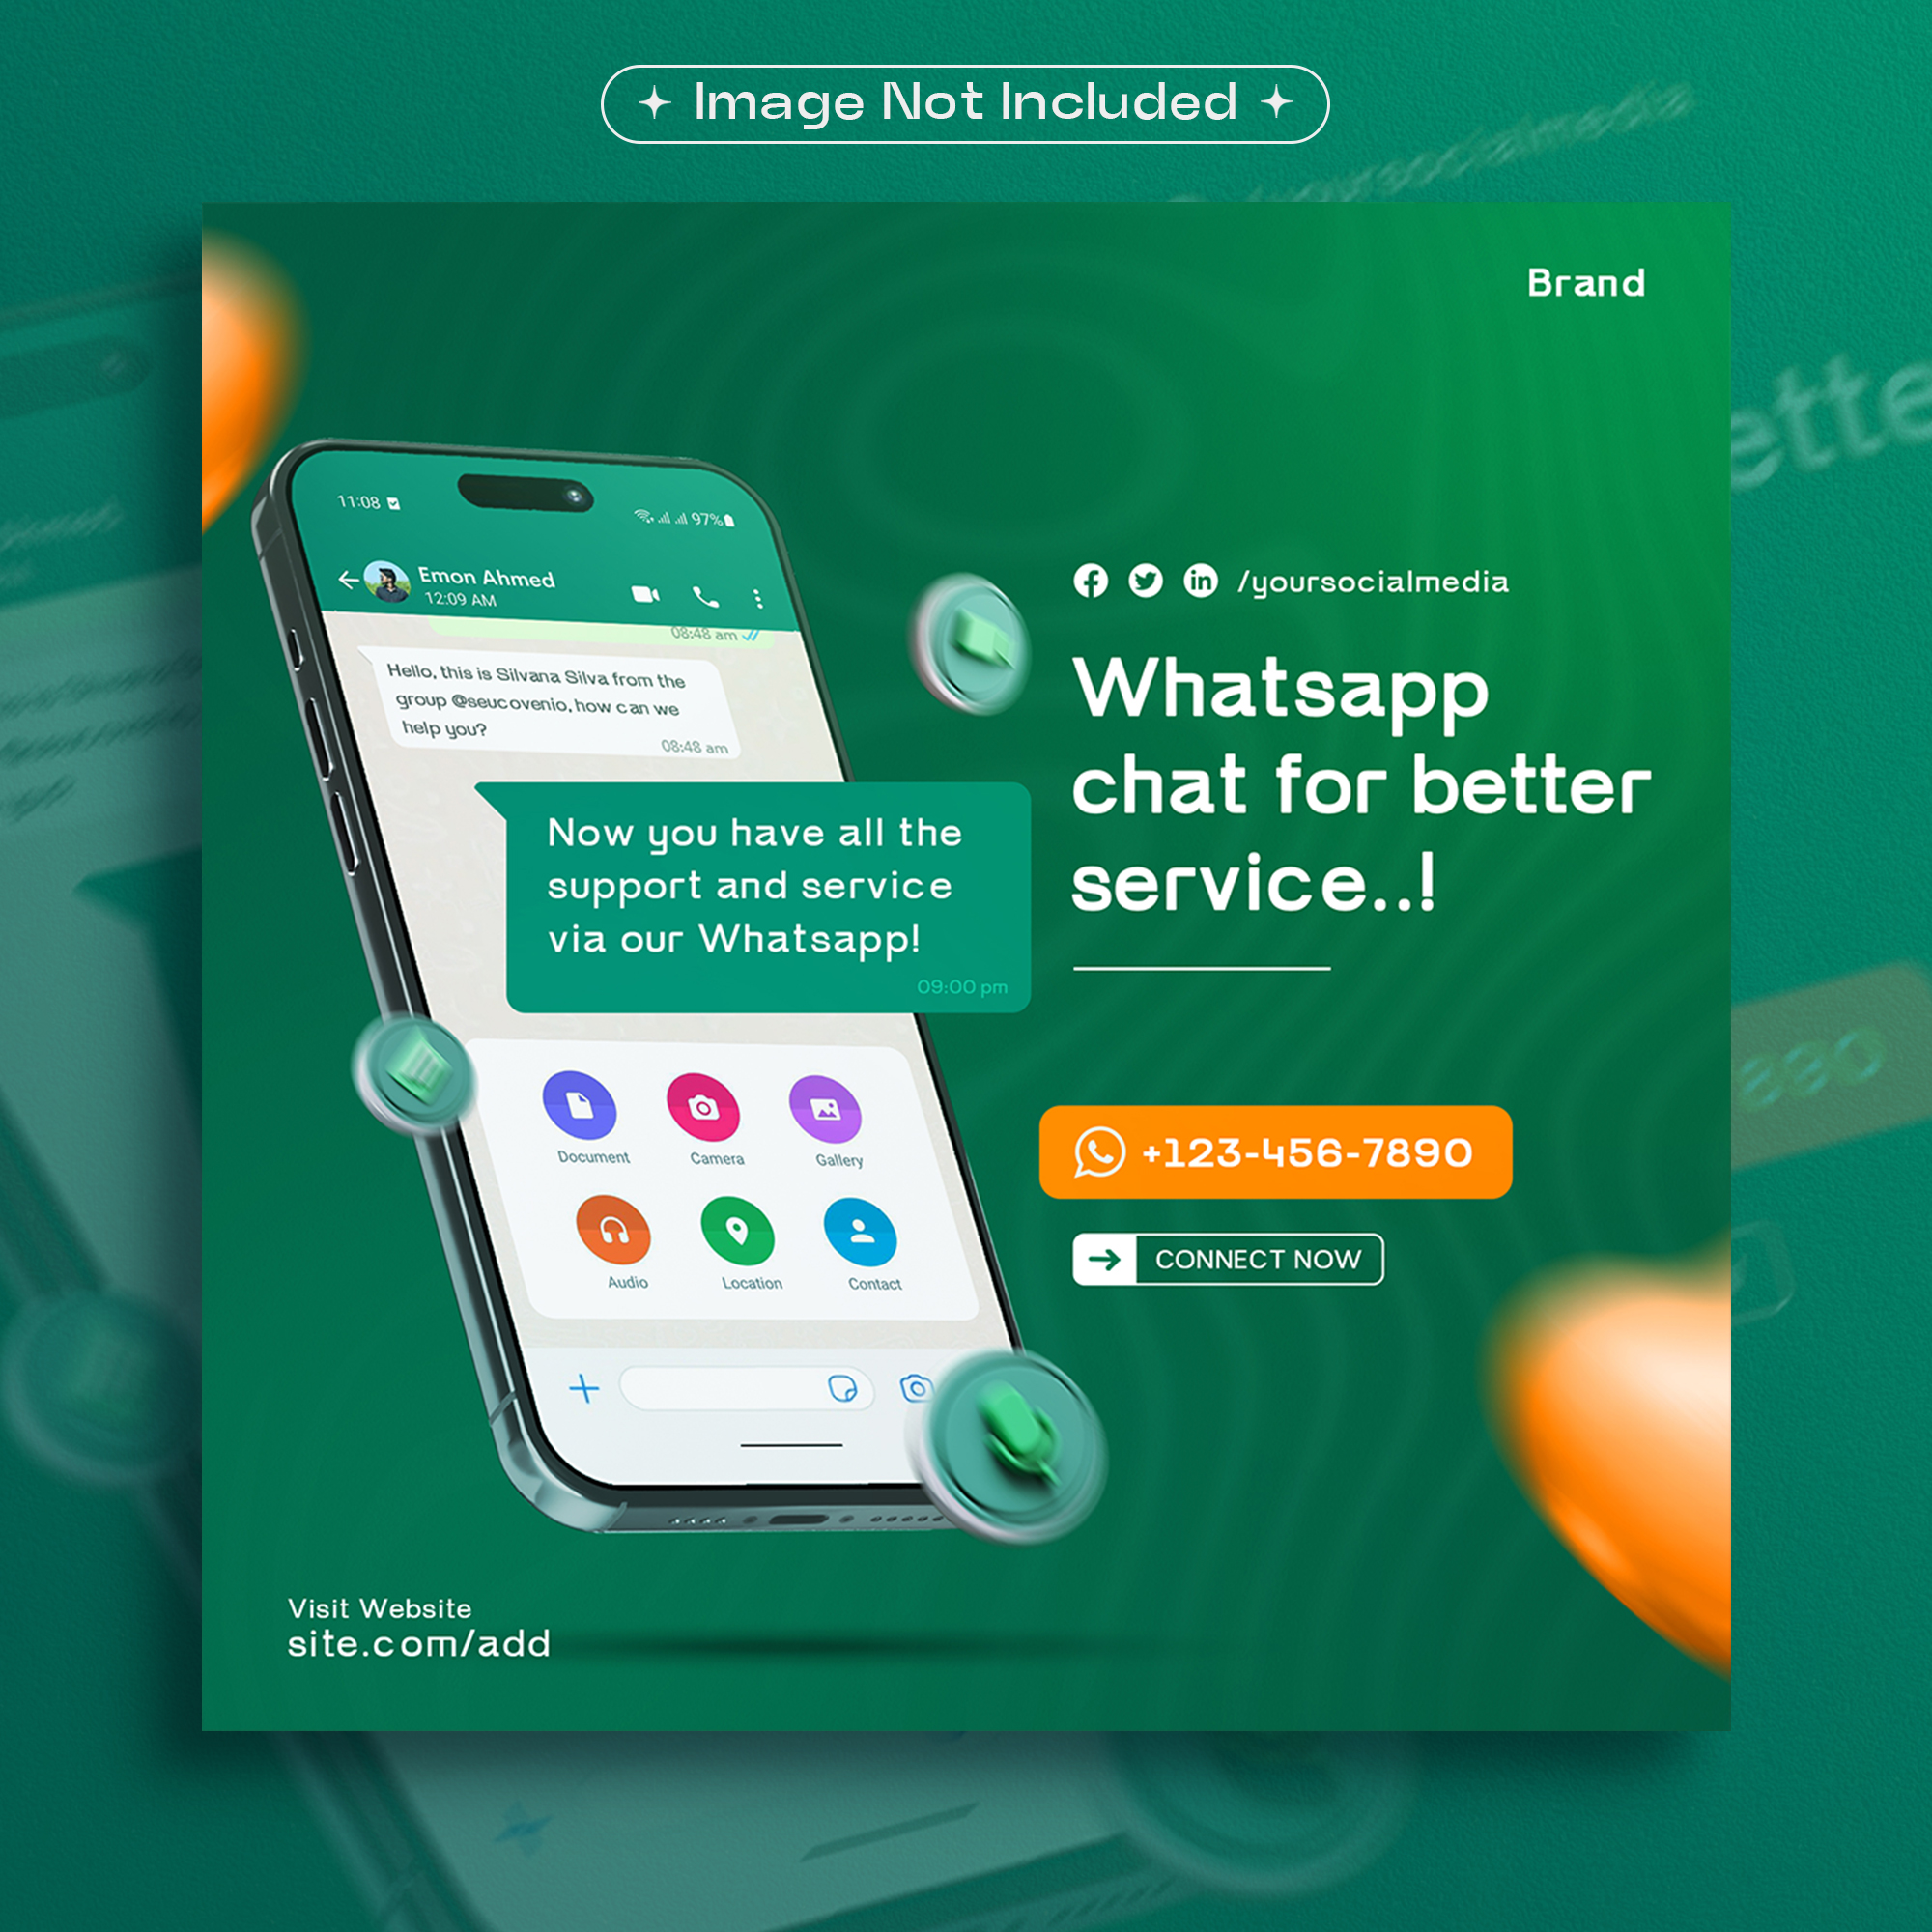 Image Not Included
Brand
11:08
97%
Emon Ahmed
12:09 AM
08:48 am
Hello, this is Silvana Silva from the
group @seucovenio, how can we
help you?
08:48 am
Now you have all the
support and service
via our Whatsapp!
09:00 pm
Document
Camera
Gallery
Audio
Location
Contact
/yoursocialmedia
Whatsapp
chat for better
service..!
+123-456-7890
CONNECT NOW
Visit Website
site.com/add